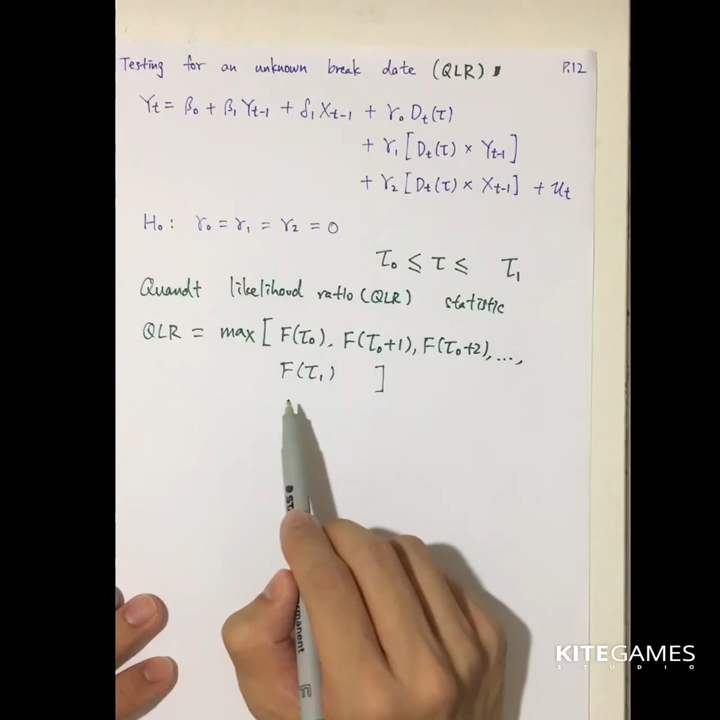 Testing for an unknown break date (QLR)
P.12
Yt = β₀ + β₁ Yt-1 + δ₁ Xt-1 + γ₀ Dt(τ)
+ γ₁ [Dt(τ) × Yt-1]
+ γ₂ [Dt(τ) × Xt-1] + ut
H₀: γ₀ = γ₁ = γ₂ = 0
τ₀ ≤ τ ≤ τ₁
Quandt likelihoud ratio (QLR) statistic
QLR = max [ F(τ₀), F(τ₀+1), F(τ₀+2), ...,
F(τ₁) ]
KITEGAMES
STUDIO